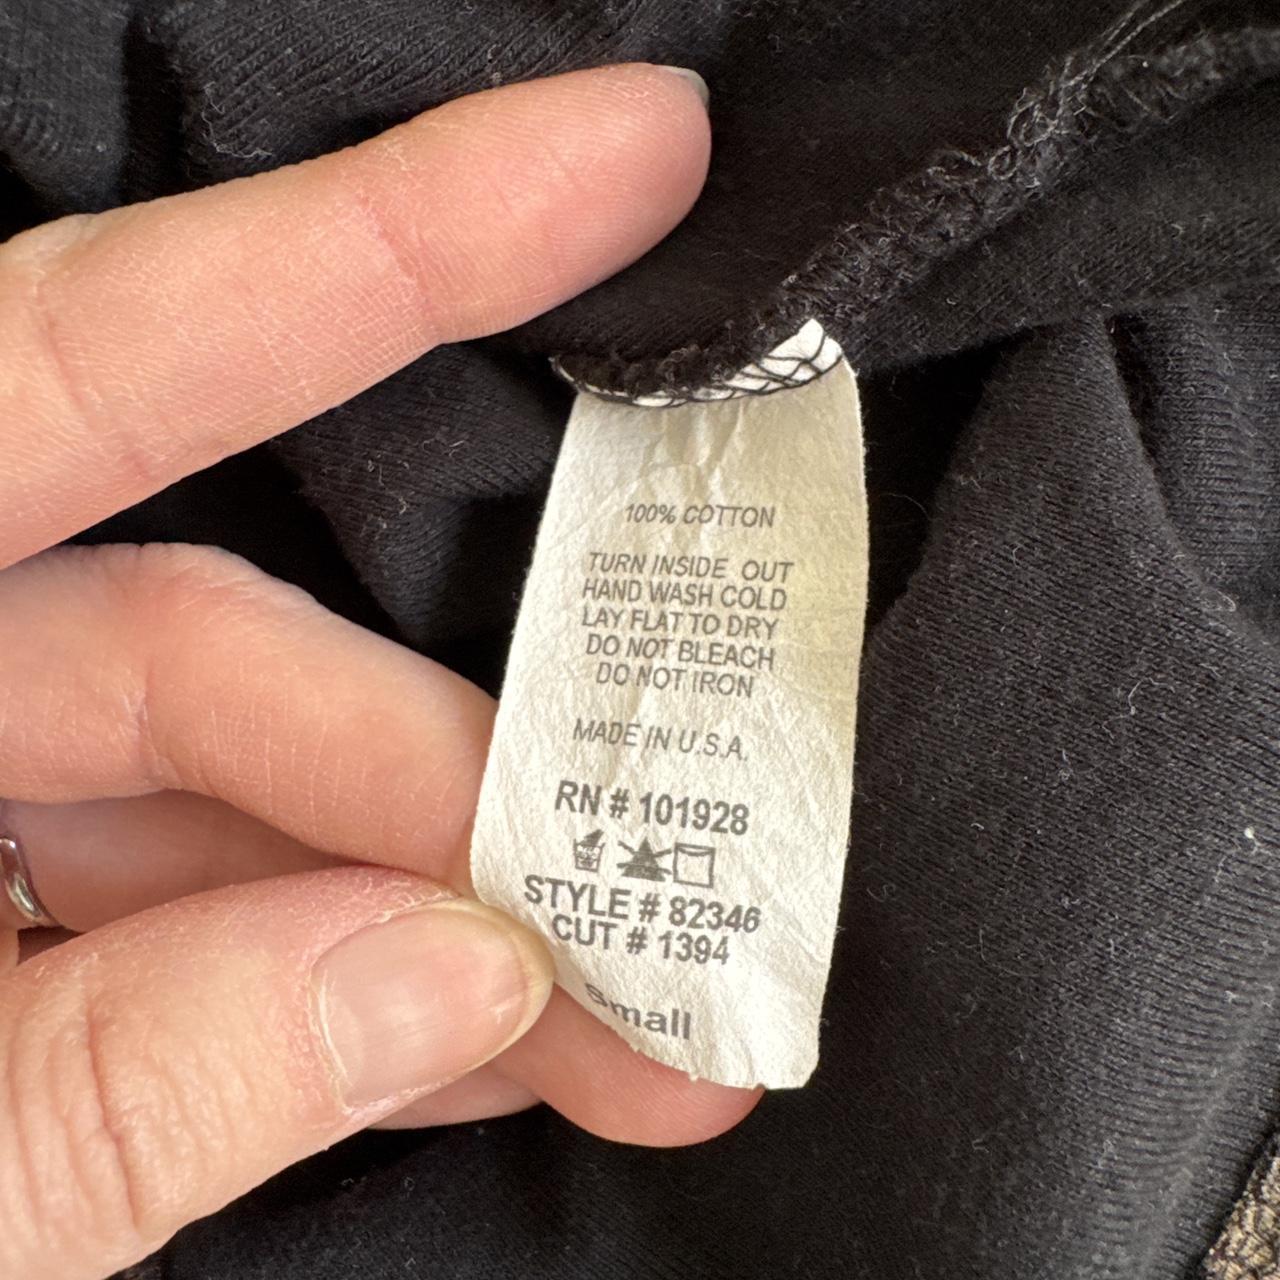 100% COTTON
TURN INSIDE OUT
HAND WASH COLD
LAY FLAT TO DRY
DO NOT BLEACH
DO NOT IRON
MADE IN U.S.A.
RN # 101928
STYLE # 82346
CUT # 1394
Small